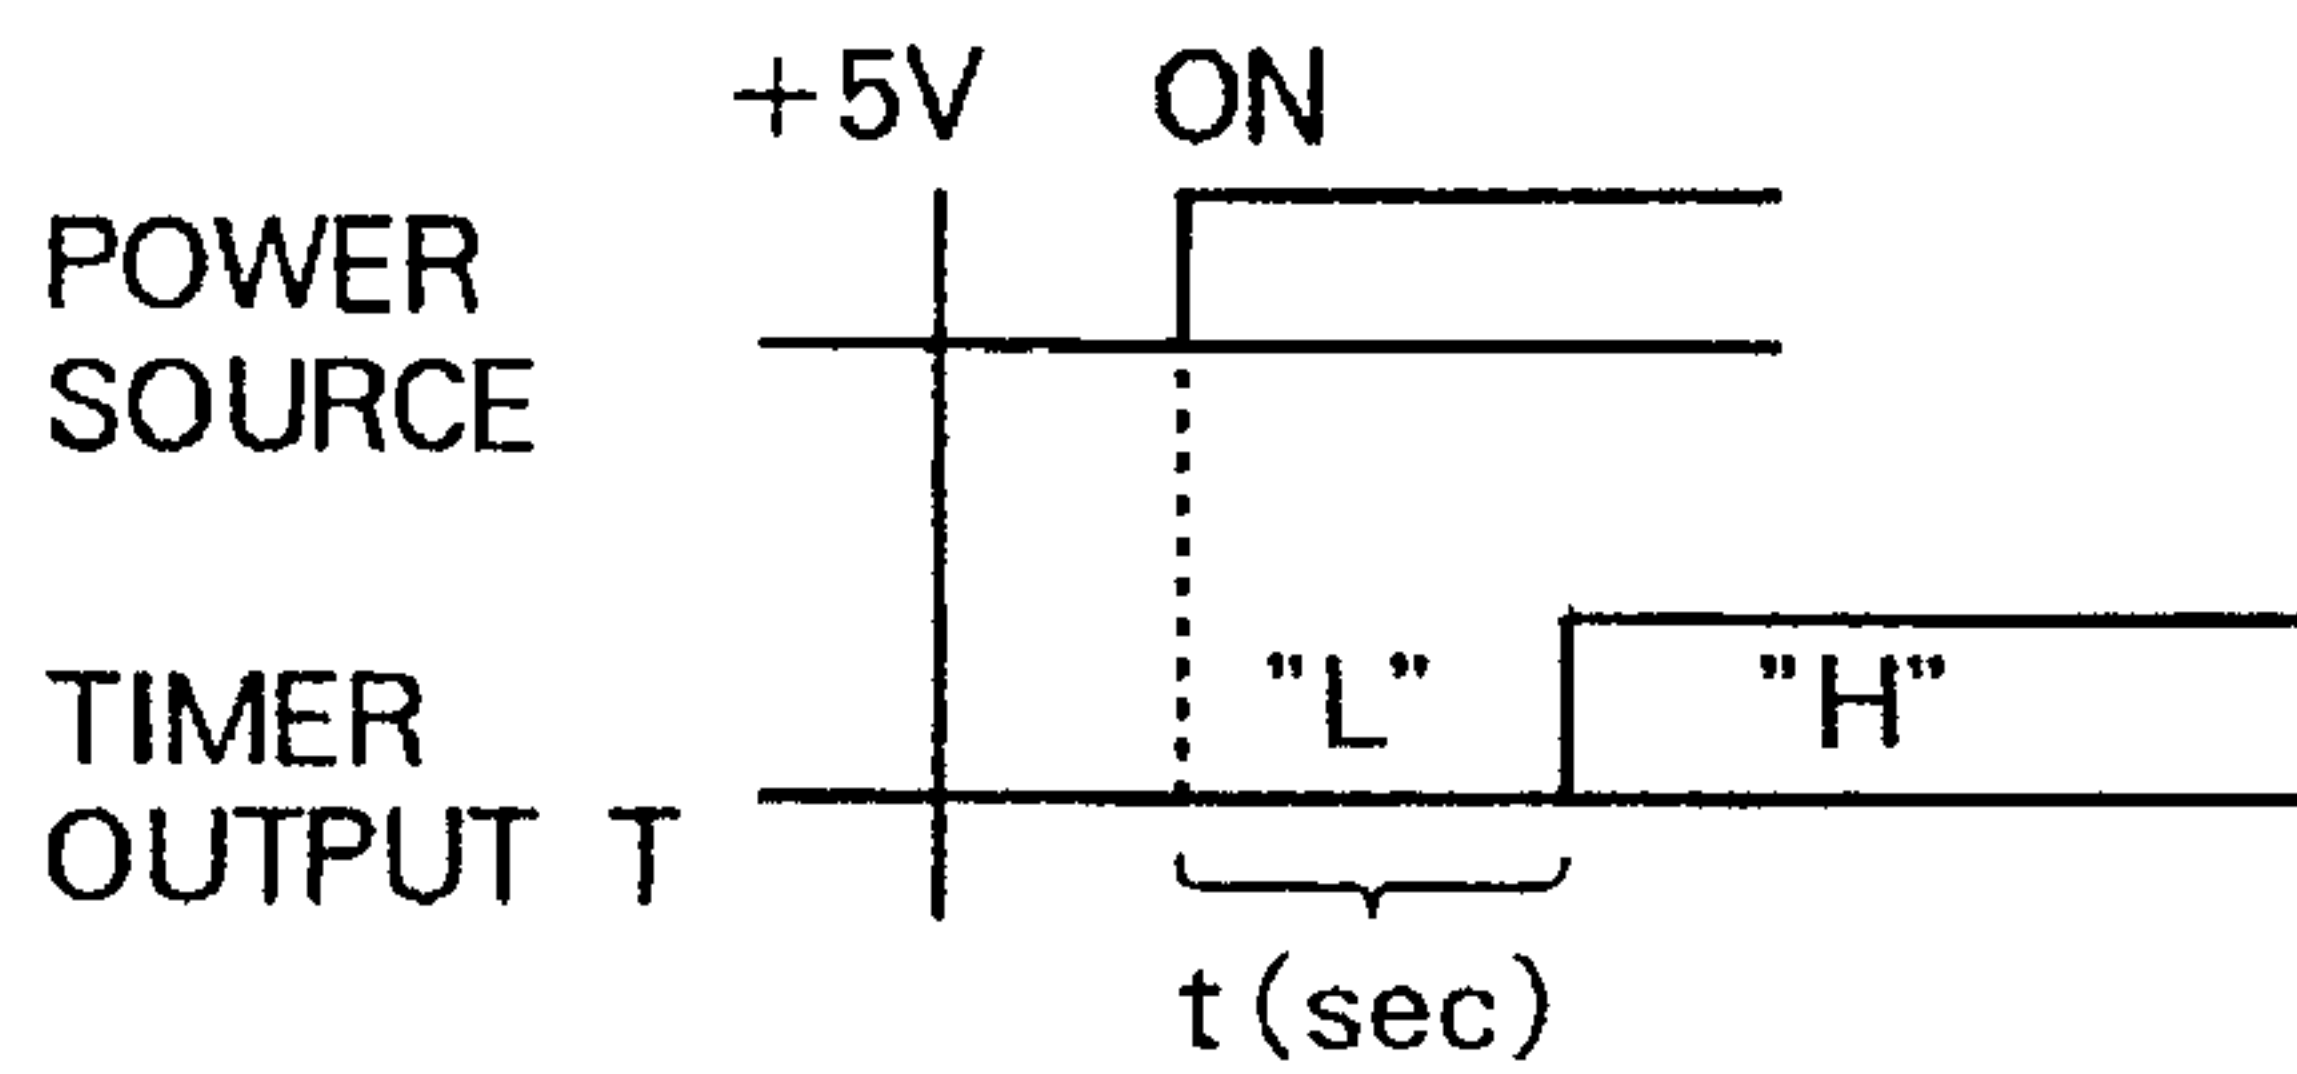 +5V ON
POWER
SOURCE
TIMER
OUTPUT T
"L" "H"
t(sec)